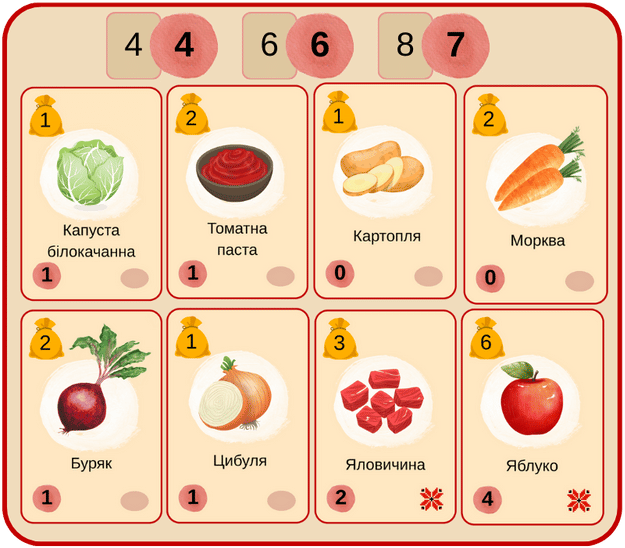 4 4 6 6 8 7
1 2 1 2
Капуста
білокачанна
Томатна
паста
Картопля
Морква
1 1 0 0
2 1 3 6
Буряк
Цибуля
Яловичина
Яблуко
1 1 2 4